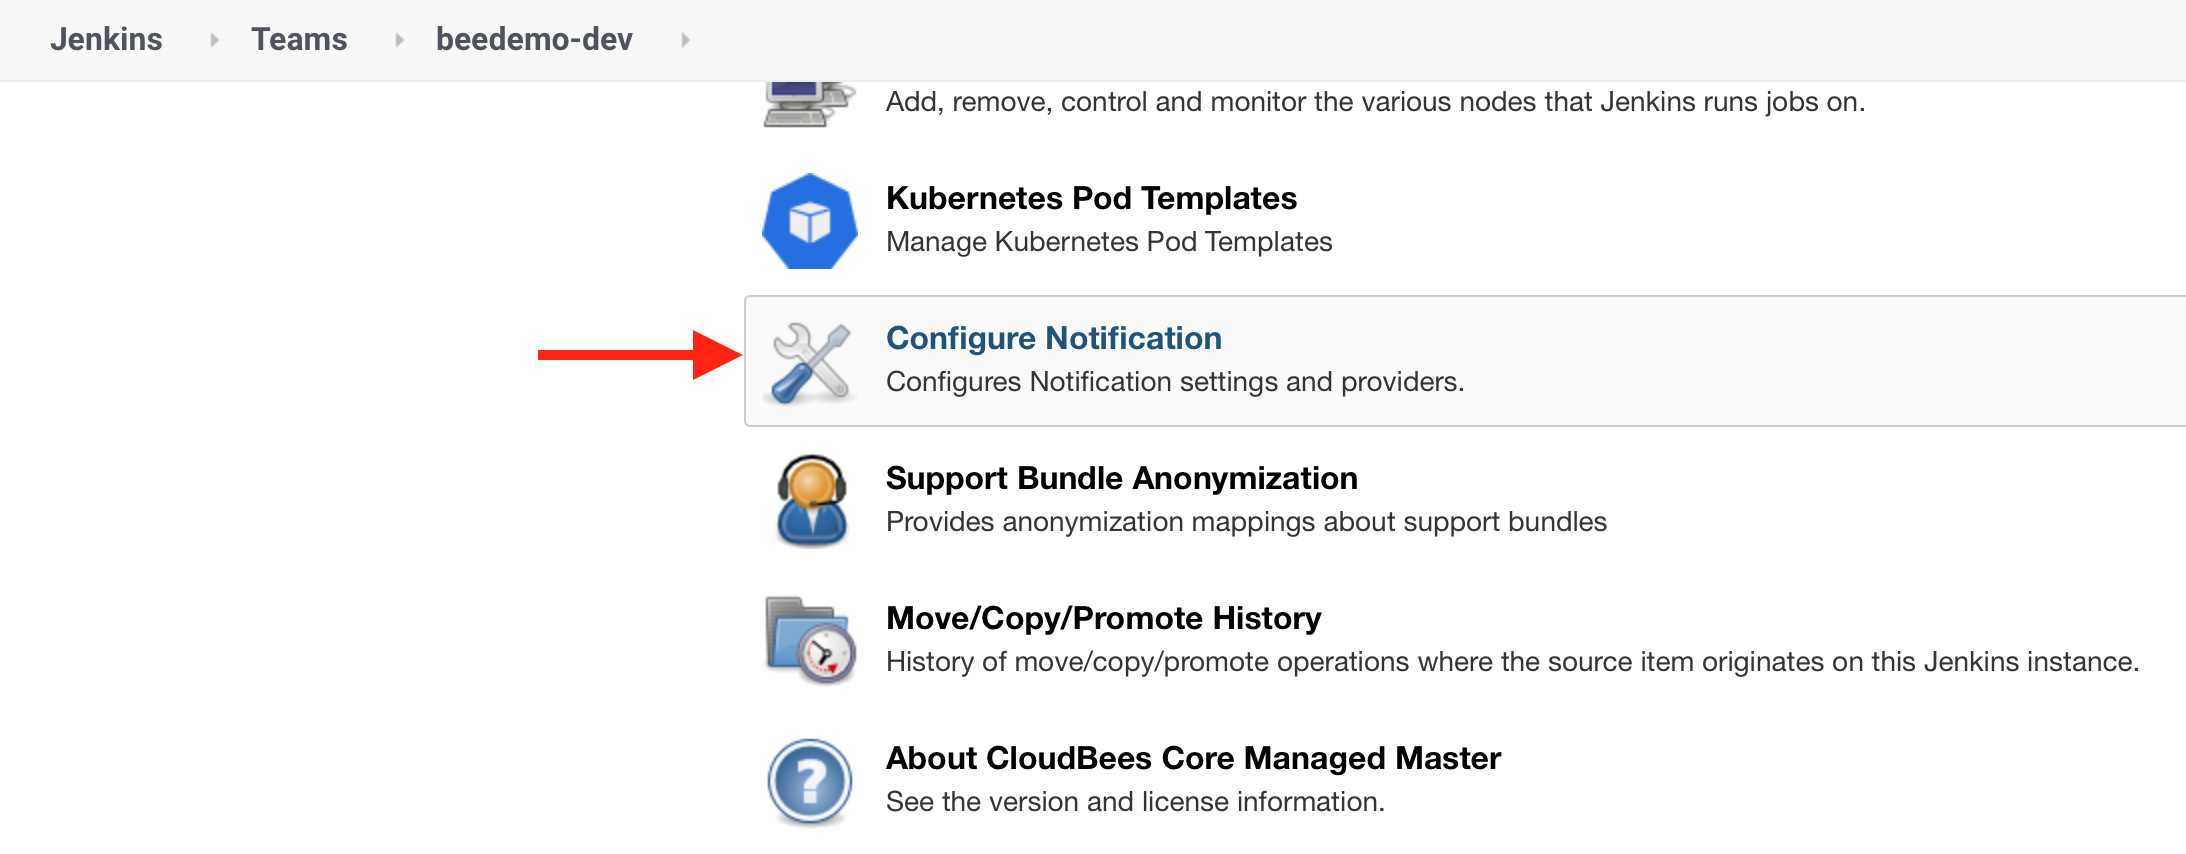 Jenkins Teams beedemo-dev
Add, remove, control and monitor the various nodes that Jenkins runs jobs on.
Kubernetes Pod Templates
Manage Kubernetes Pod Templates
Configure Notification
Configures Notification settings and providers.
Support Bundle Anonymization
Provides anonymization mappings about support bundles
Move/Copy/Promote History
History of move/copy/promote operations where the source item originates on this Jenkins instance.
About CloudBees Core Managed Master
See the version and license information.